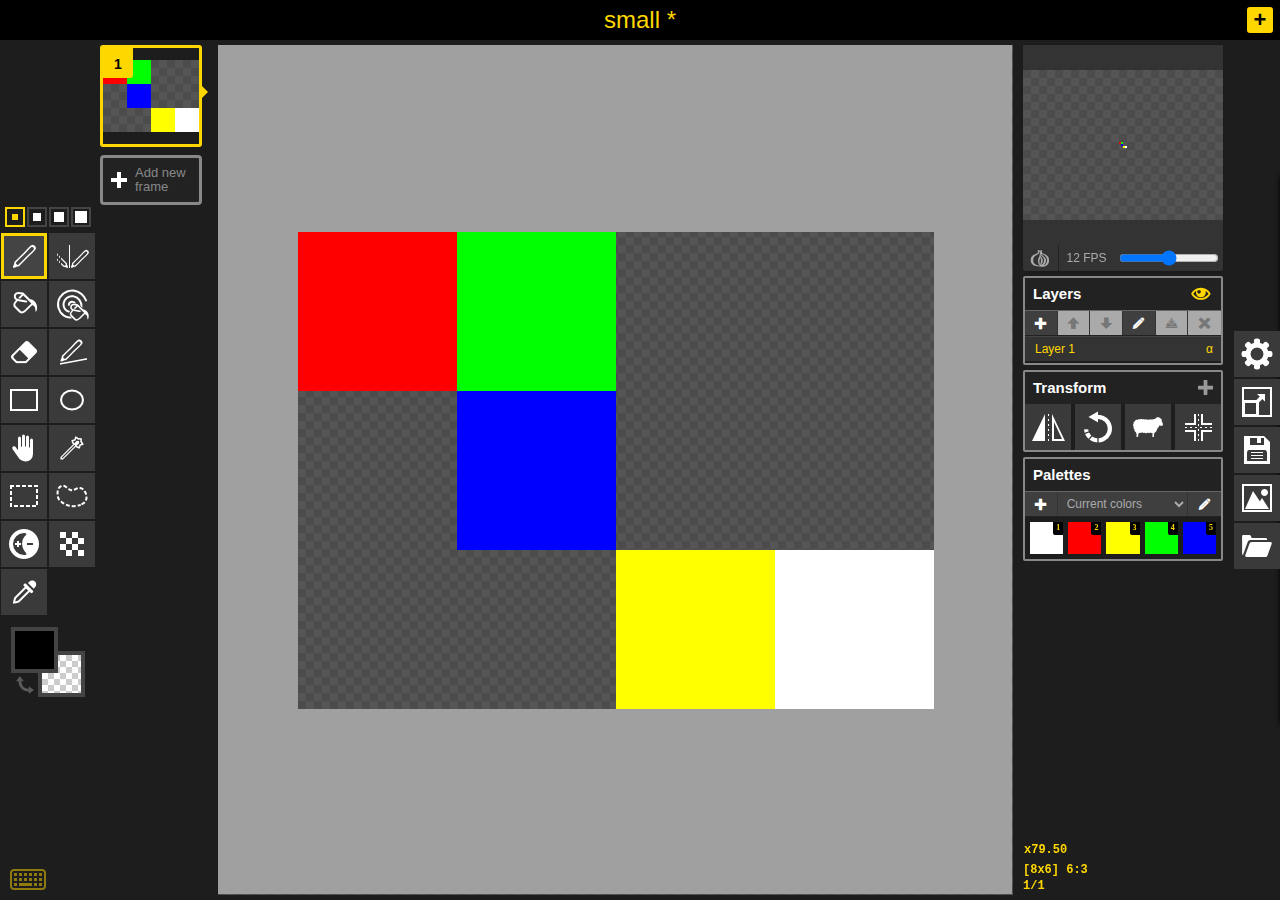 small *
1
Add new
frame
12 FPS
Layers
Layer 1
α
Transform
Palettes
Current colors
1
2
3
4
5
x79.50
[8x6] 6:3
1/1